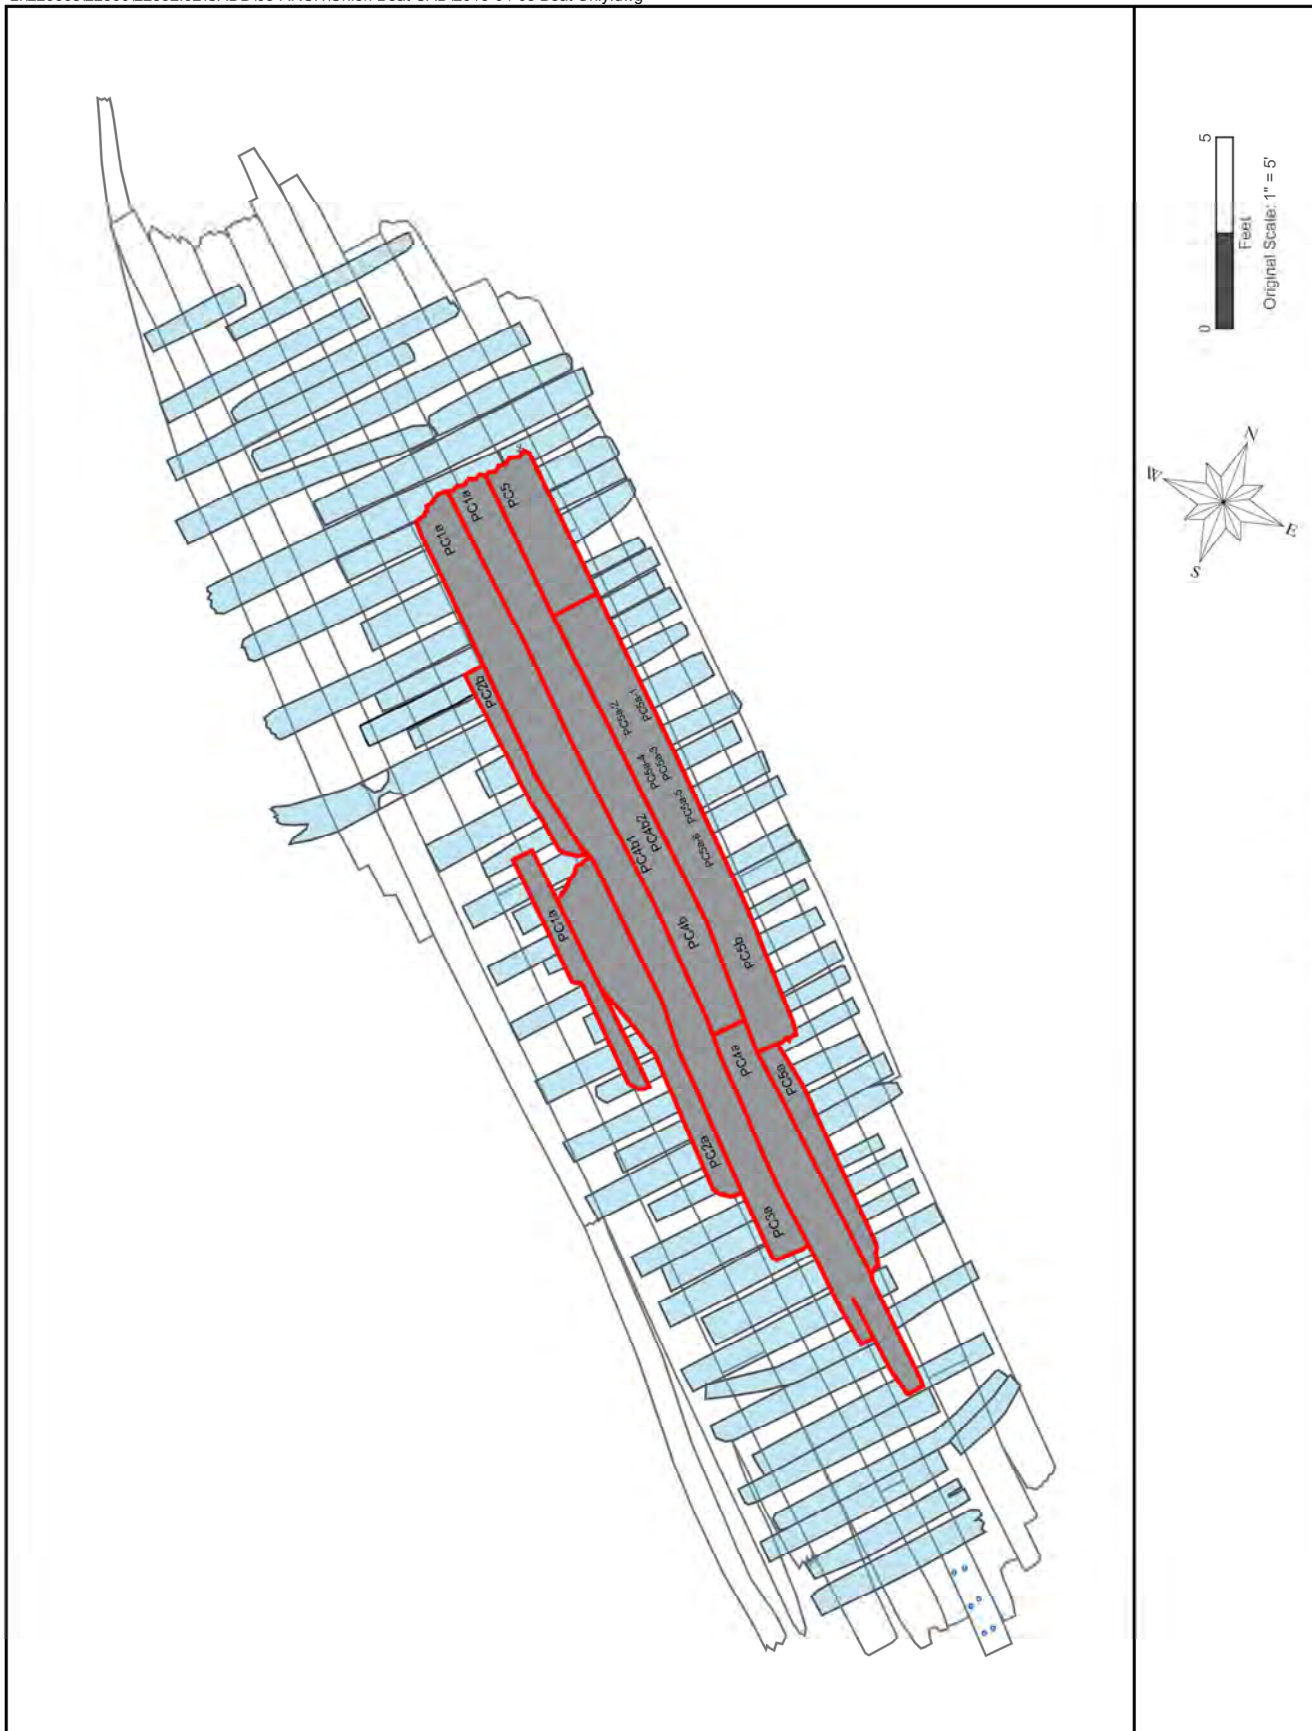 5
0
Feet
Original Scale: 1" = 5'
N
W
E
S
PC1a
PC1a
PC5
PC2b
PC5a-1
PC5a-2
PC5a-3
PC5a-4
PC5a-5
PC5a-6
PC4b2
PC4b1
PC1a
PC4b
PC5b
PC4a
PC5a
PC2a
PC3a